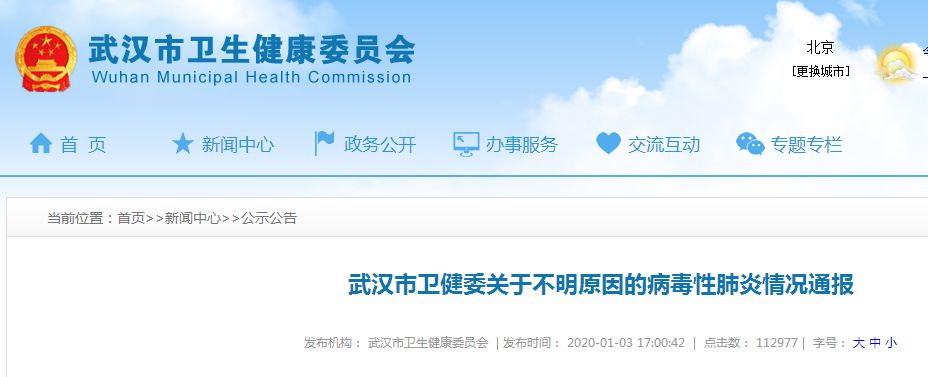 武汉市卫生健康委员会
Wuhan Municipal Health Commission
北京
[更换城市]
首 页 新闻中心 政务公开 办事服务 交流互动 专题专栏
当前位置：首页>>新闻中心>>公示公告
武汉市卫健委关于不明原因的病毒性肺炎情况通报
发布机构： 武汉市卫生健康委员会 | 发布时间： 2020-01-03 17:00:42 | 点击数： 112977 | 字号： 大 中 小